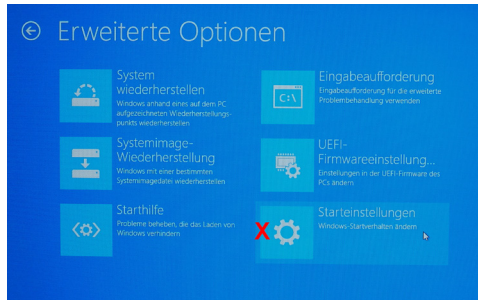 Erweiterte Optionen
System
wiederherstellen
Windows anhand eines auf dem PC
aufgezeichneten Wiederherstellungs-
punkts wiederherstellen
Systemimage-
Wiederherstellung
Windows mit einer bestimmten
Systemimagedatei wiederherstellen
Starthilfe
Probleme beheben, die das Laden von
Windows verhindern
Eingabeaufforderung
Eingabeaufforderung für die erweiterte
Problembehandlung verwenden
C:\
UEFI-
Firmwareeinstellung...
Einstellungen in der UEFI-Firmware des
PCs ändern
Starteinstellungen
Windows-Startverhalten ändern
X